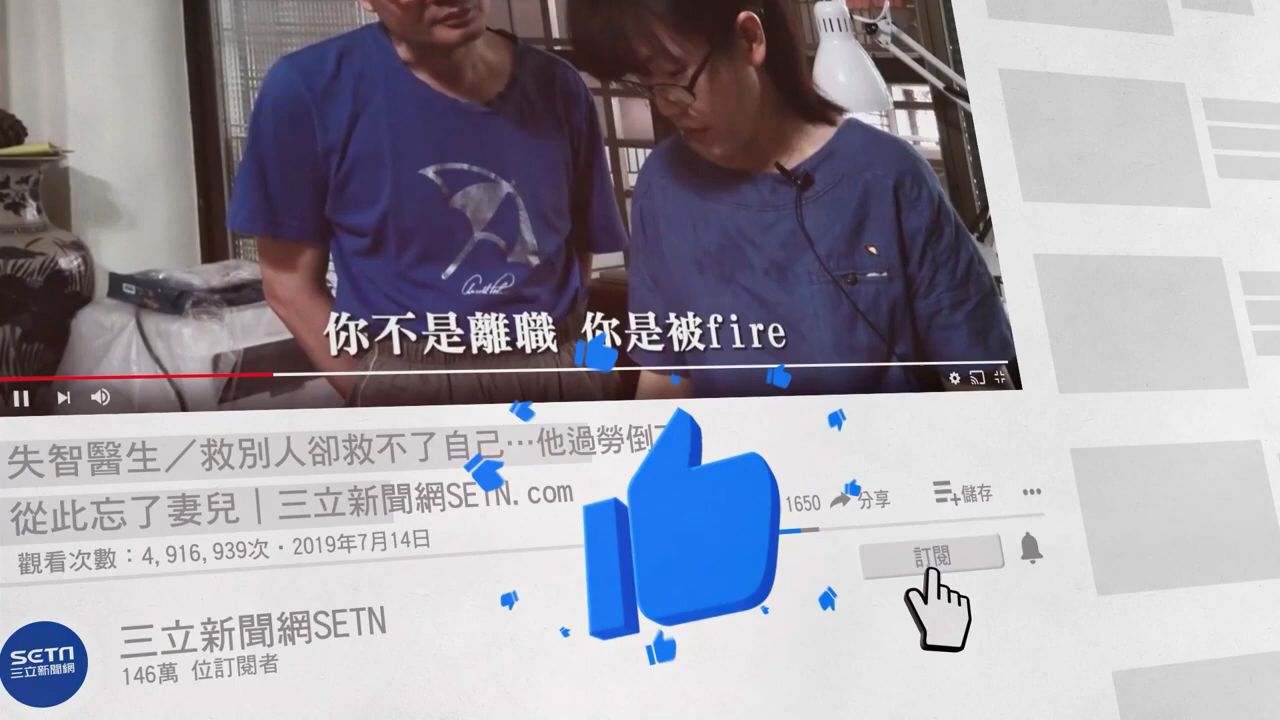 你不是離職 你是被fire
失智醫生／救別人卻救不了自己…他過勞倒
從此忘了妻兒｜三立新聞網SETN.com
1650 分享 儲存
觀看次數：4,916,939次·2019年7月14日
訂閱
三立新聞網SETN
146萬 位訂閱者
SETN
三立新聞網